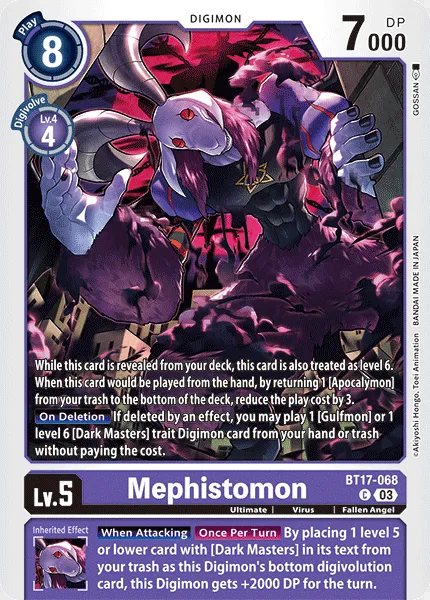 DIGIMON
Play
8
7000
DP
Digivolve
Lv.4
4
GOSSAN
©Akiyoshi Hongo, Toei Animation BANDAI MADE IN JAPAN
While this card is revealed from your deck, this card is also treated as level 6.
When this card would be played from the hand, by returning 1 [Apocalymon]
from your trash to the bottom of the deck, reduce the play cost by 3.
On Deletion If deleted by an effect, you may play 1 [Gulfmon] or 1
level 6 [Dark Masters] trait Digimon card from your hand or trash
without paying the cost.
Lv.5
Mephistomon
BT17-068
C 03
Ultimate | Virus | Fallen Angel
Inherited Effect
When Attacking Once Per Turn By placing 1 level 5
or lower card with [Dark Masters] in its text from
your trash as this Digimon's bottom digivolution
card, this Digimon gets +2000 DP for the turn.